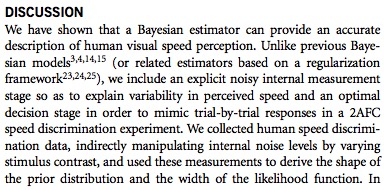 DISCUSSION
We have shown that a Bayesian estimator can provide an accurate
description of human visual speed perception. Unlike previous Baye-
sian models3,4,14,15 (or related estimators based on a regularization
framework23,24,25), we include an explicit noisy internal measurement
stage so as to explain variability in perceived speed and an optimal
decision stage in order to mimic trial-by-trial responses in a 2AFC
speed discrimination experiment. We collected human speed discrimi-
nation data, indirectly manipulating internal noise levels by varying
stimulus contrast, and used these measurements to derive the shape of
the prior distribution and the width of the likelihood function. In